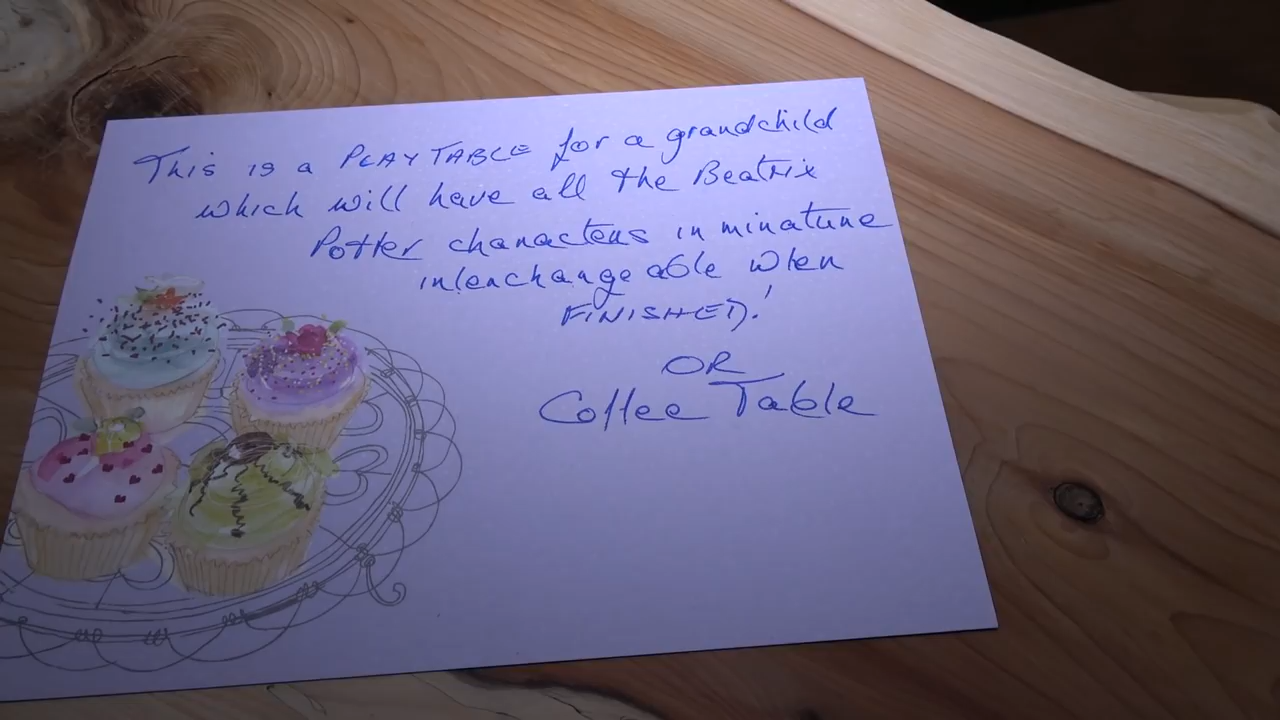 This is a PLAYTABLE for a grandchild
which will have all the Beatrix
Potter characters in minature
interchangeable when
FINISHED!
OR
Coffee Table